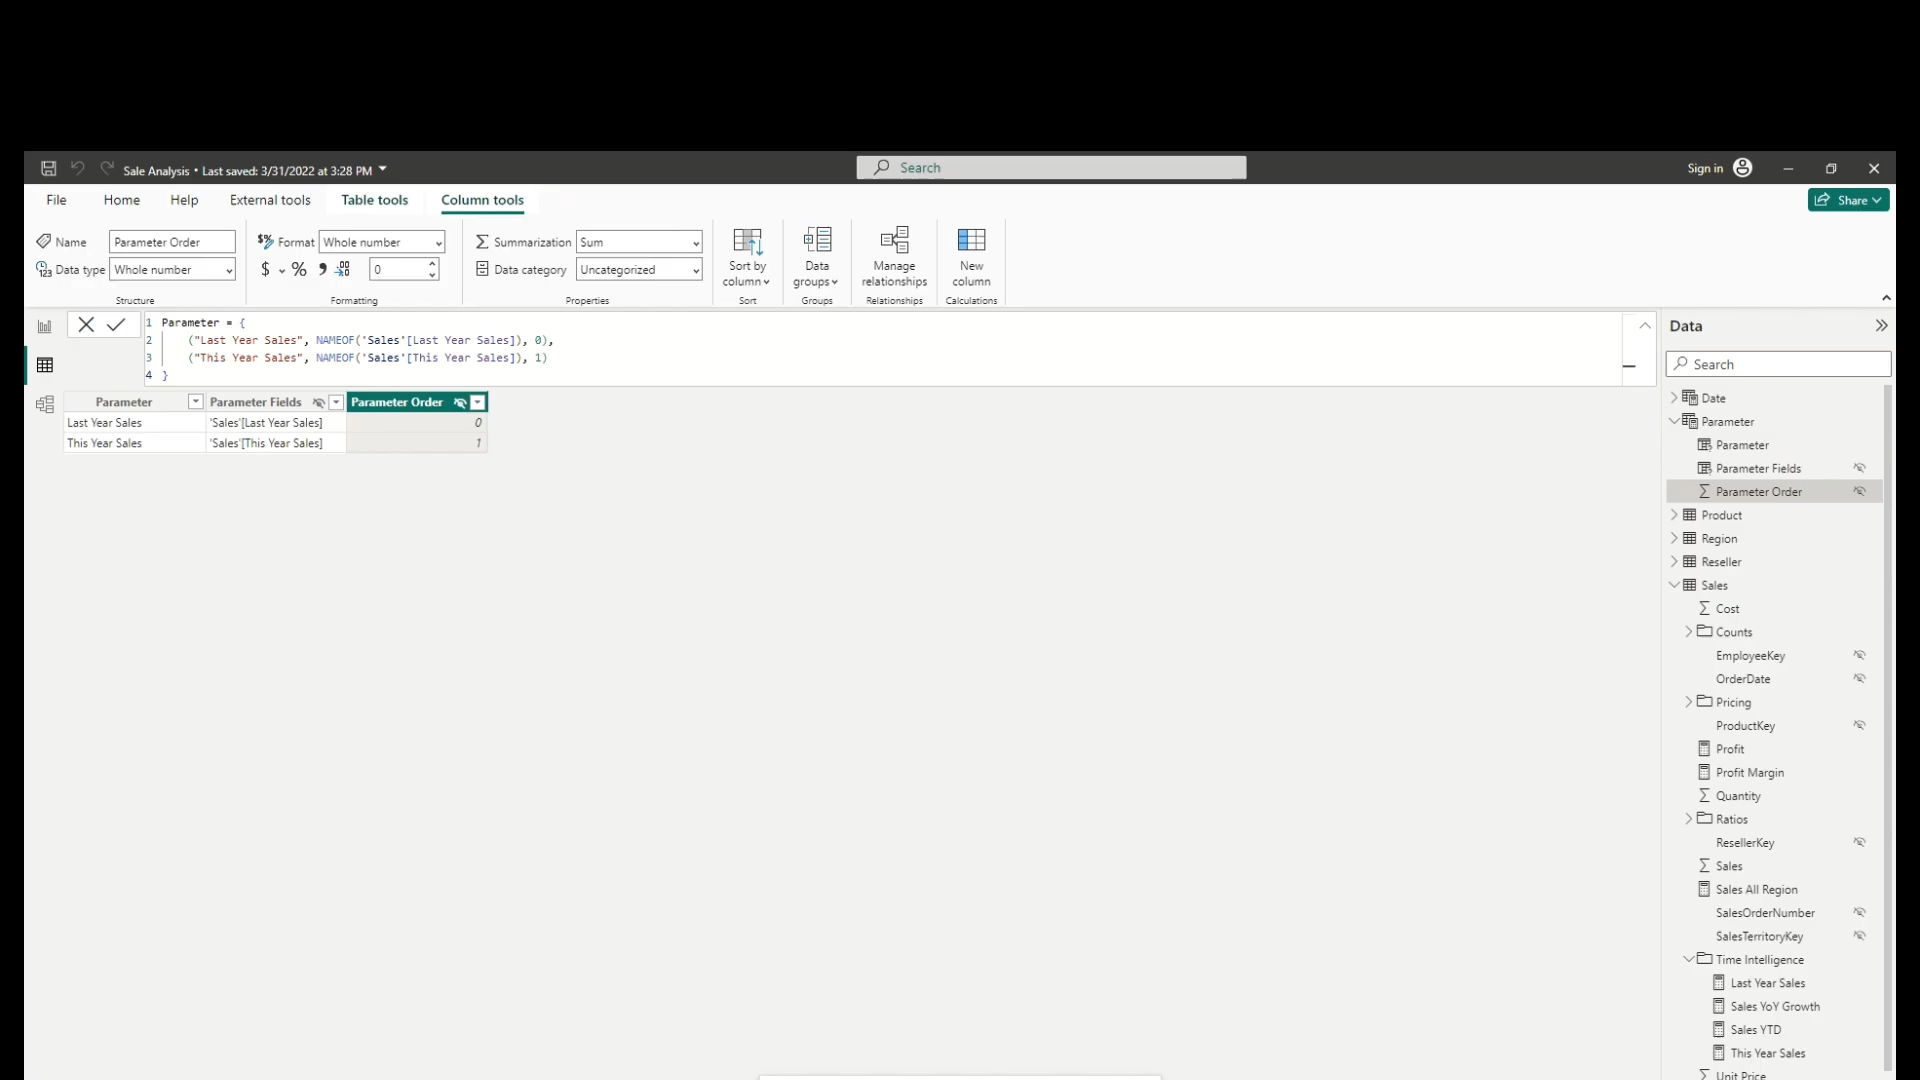 Sale Analysis • Last saved: 3/31/2022 at 3:28 PM
Search
Sign in
File
Home
Help
External tools
Table tools
Column tools
Share
Name
Parameter Order
Data type
Whole number
Structure
Format
Whole number
$
%
0
Formatting
Summarization
Sum
Data category
Uncategorized
Properties
Sort by
column
Sort
Data
groups
Groups
Manage
relationships
Relationships
New
column
Calculations
1 Parameter = {
2 ("Last Year Sales", NAMEOF('Sales'[Last Year Sales]), 0),
3 ("This Year Sales", NAMEOF('Sales'[This Year Sales]), 1)
4 }
Parameter Parameter Fields Parameter Order
Last Year Sales 'Sales'[Last Year Sales] 0
This Year Sales 'Sales'[This Year Sales] 1
Data
Search
Date
Parameter
Parameter
Parameter Fields
Parameter Order
Product
Region
Reseller
Sales
Cost
Counts
EmployeeKey
OrderDate
Pricing
ProductKey
Profit
Profit Margin
Quantity
Ratios
ResellerKey
Sales
Sales All Region
SalesOrderNumber
SalesTerritoryKey
Time Intelligence
Last Year Sales
Sales YoY Growth
Sales YTD
This Year Sales
Unit Price